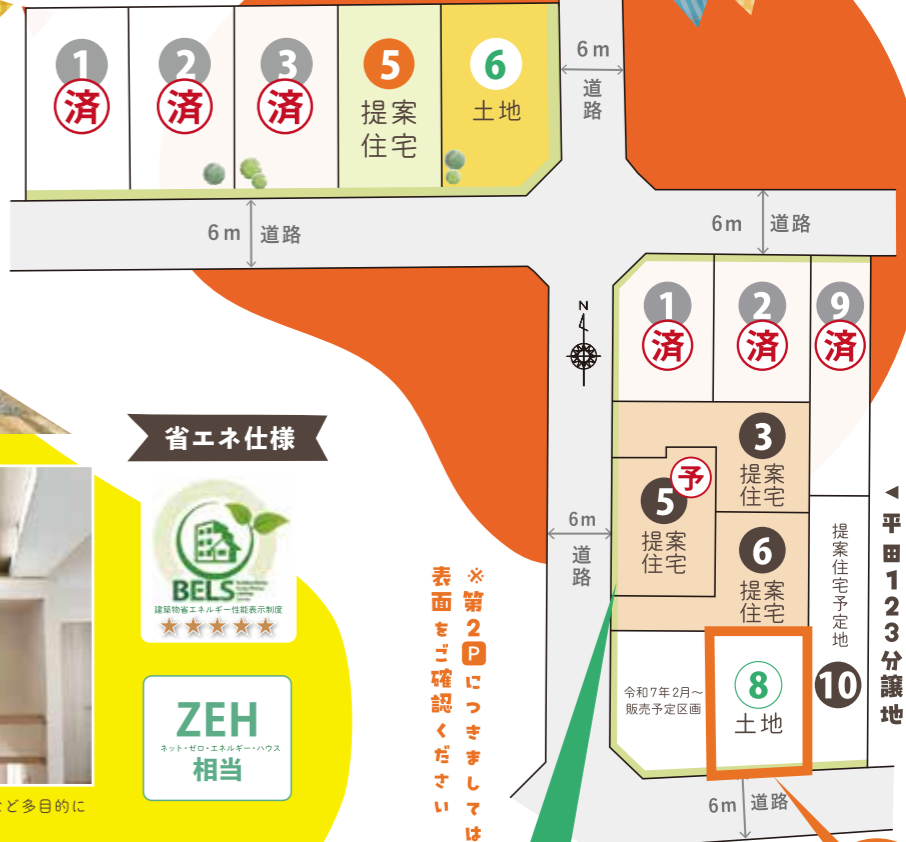 1
済
2
済
3
済
5
提案
住宅
6
土地
6m
道路
6m 道路
6m 道路
1
済
2
済
9
済
N
3
提案
住宅
予
5
提案
住宅
6
提案
住宅
提案住宅予定地
10
◀平田123分譲地
6m
道路
令和7年2月〜
販売予定区画
8
土地
6m 道路
省エネ仕様
BELS
建築物省エネルギー性能表示制度
★★★★★
ZEH
ネット・ゼロ・エネルギー・ハウス
相当
※第2Pにつきましては
表面をご確認ください
など多目的に